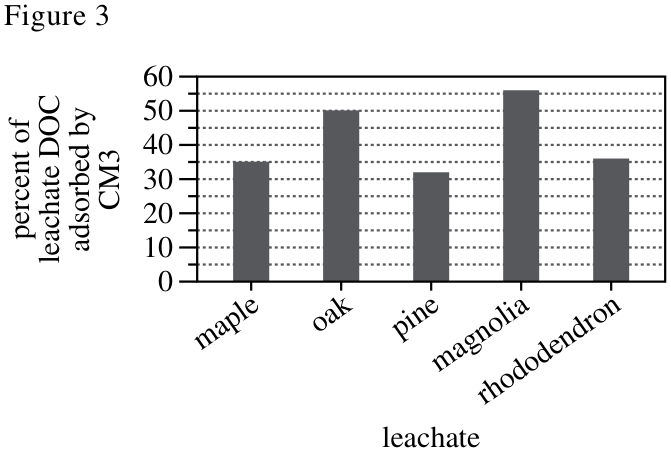 Figure 3
percent of
leachate DOC
adsorbed by
CM3
60
50
40
30
20
10
0
maple
oak
pine
magnolia
rhododendron
leachate